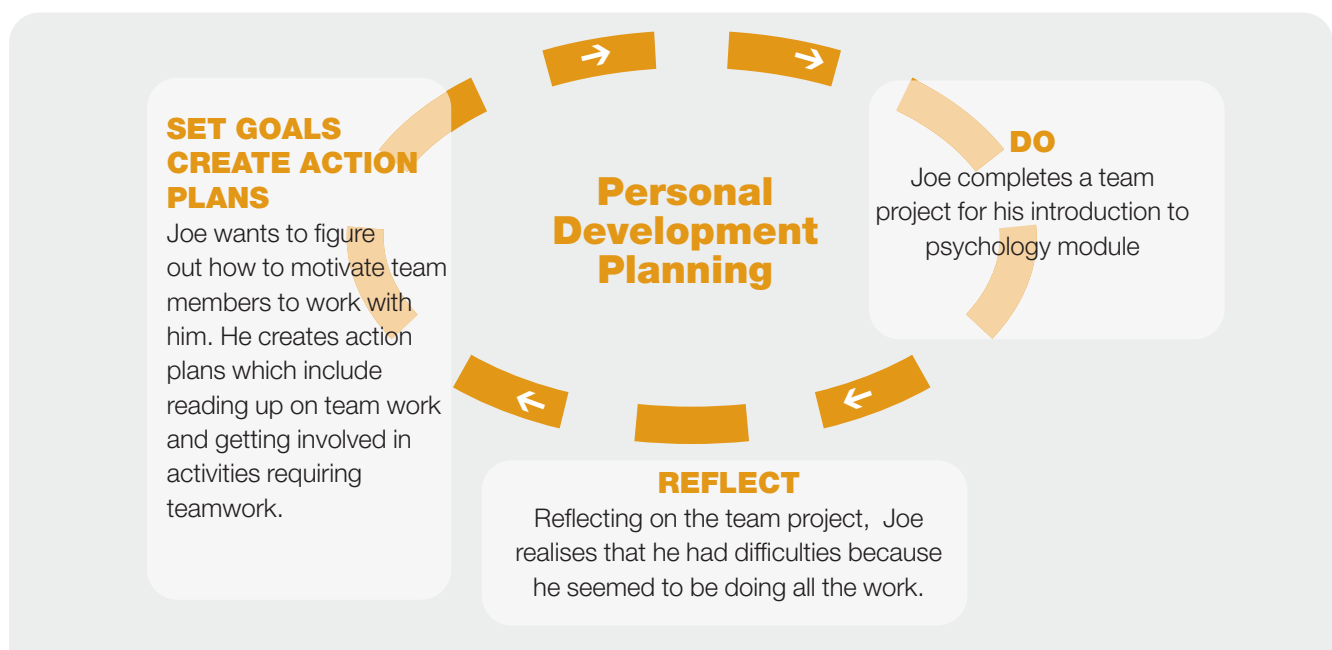 SET GOALS
CREATE ACTION
PLANS
Joe wants to figure
out how to motivate team
members to work with
him. He creates action
plans which include
reading up on team work
and getting involved in
activities requiring
teamwork.
Personal
Development
Planning
DO
Joe completes a team
project for his introduction to
psychology module
REFLECT
Reflecting on the team project,  Joe
realises that he had difficulties because
he seemed to be doing all the work.